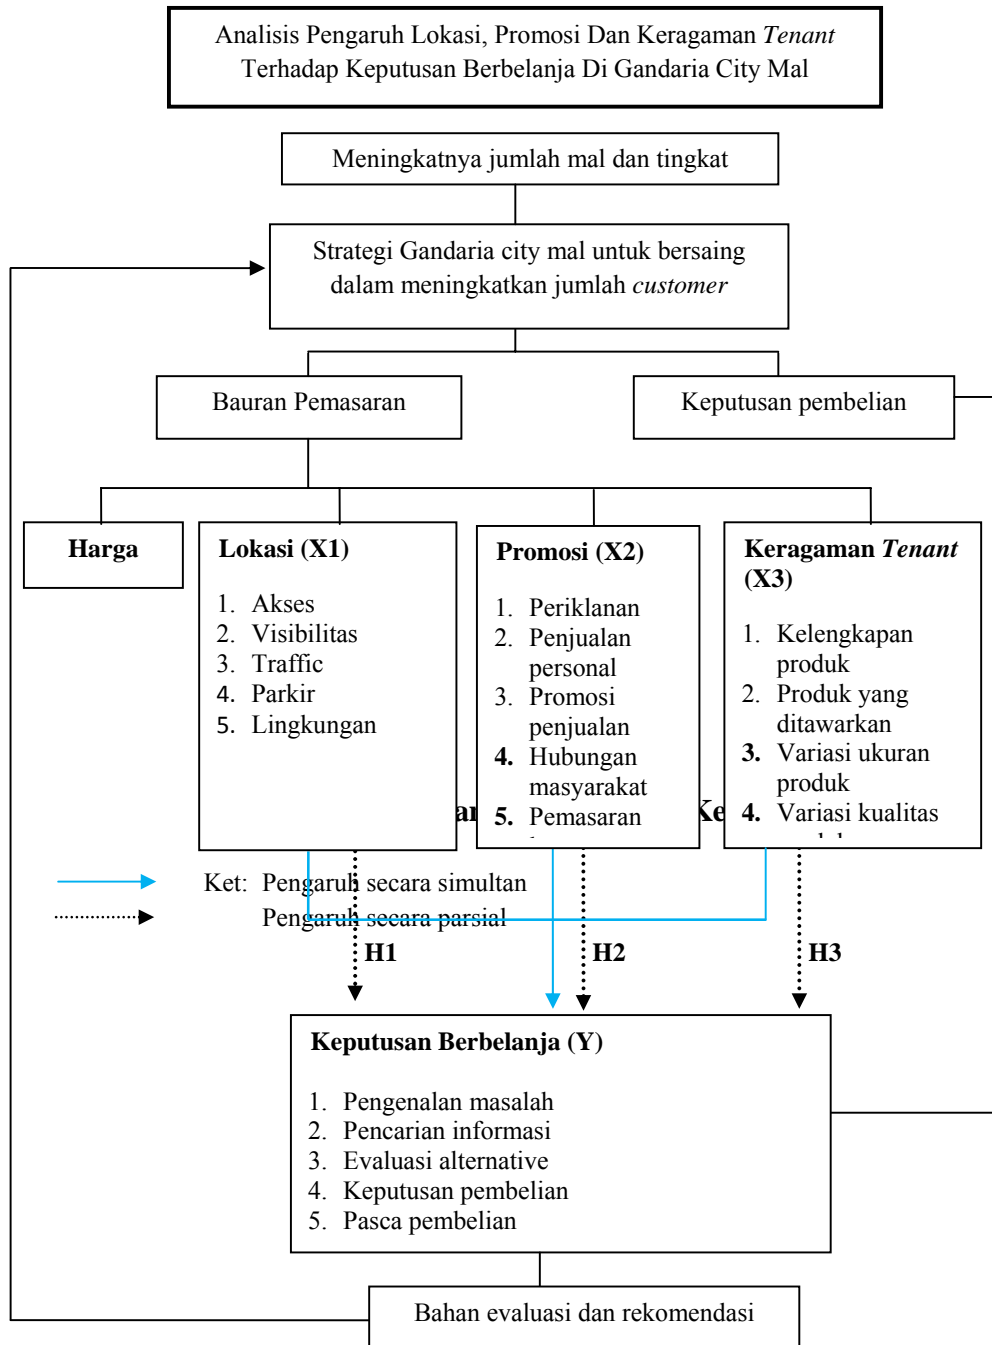 Analisis Pengaruh Lokasi, Promosi Dan Keragaman Tenant
Terhadap Keputusan Berbelanja Di Gandaria City Mal
Meningkatnya jumlah mal dan tingkat
Strategi Gandaria city mal untuk bersaing
dalam meningkatkan jumlah customer
Bauran Pemasaran
Keputusan pembelian
Harga
Lokasi (X1)
1. Akses
2. Visibilitas
3. Traffic
4. Parkir
5. Lingkungan
Promosi (X2)
1. Periklanan
2. Penjualan
personal
3. Promosi
penjualan
4. Hubungan
masyarakat
5. Pemasaran
Keragaman Tenant
(X3)
1. Kelengkapan
produk
2. Produk yang
ditawarkan
3. Variasi ukuran
produk
4. Variasi kualitas
Ket: Pengaruh secara simultan
Pengaruh secara parsial
H1
H2
H3
Keputusan Berbelanja (Y)
1. Pengenalan masalah
2. Pencarian informasi
3. Evaluasi alternative
4. Keputusan pembelian
5. Pasca pembelian
Bahan evaluasi dan rekomendasi